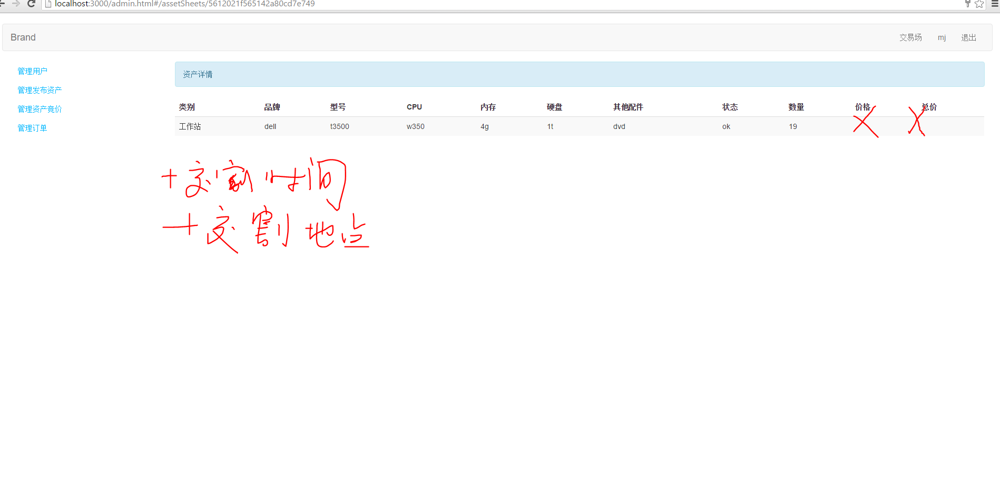 localhost:3000/admin.html#/assetSheets/5612021f565142a80cd7e749
Brand 交易场 mj 退出
管理用户
管理发布资产
管理资产竞价
管理订单
资产详情
类别 品牌 型号 CPU 内存 硬盘 其他配件 状态 数量 价格 总价
工作站 dell t3500 w350 4g 1t dvd ok 19
+交割时间
+交割地点